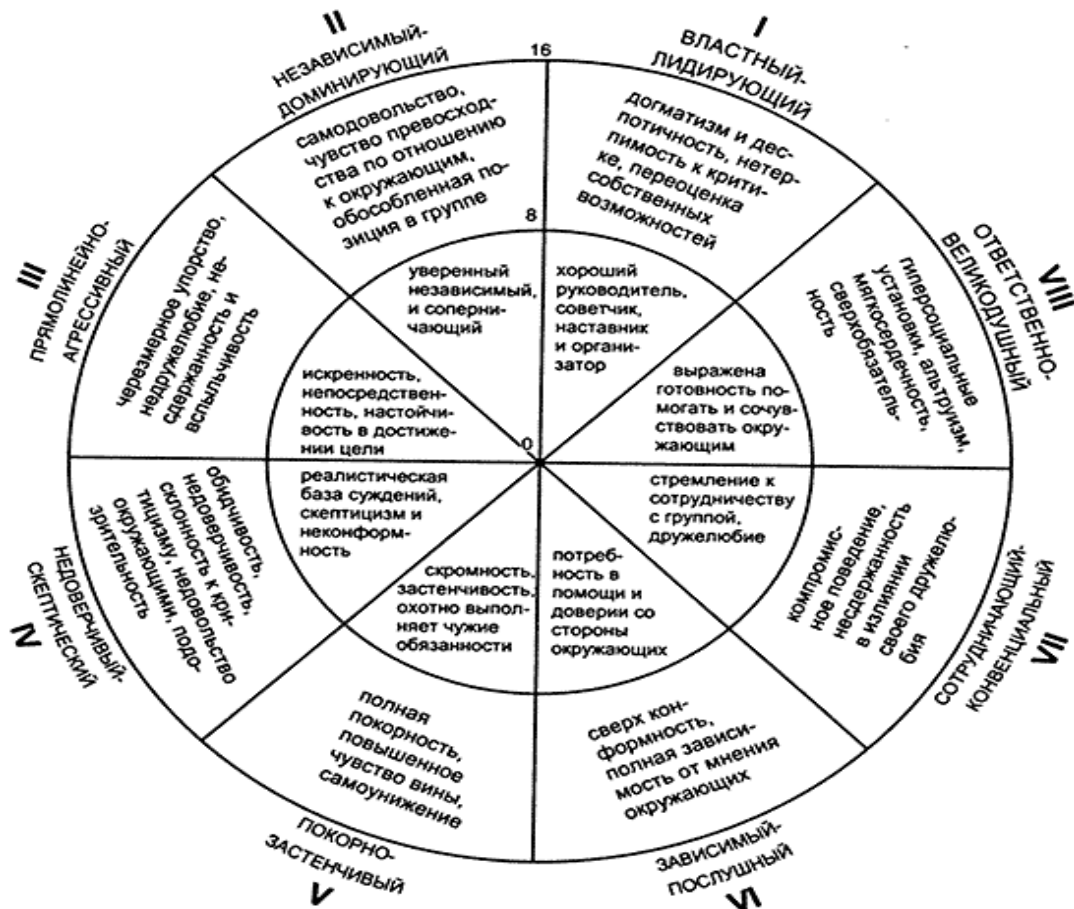 I
ВЛАСТНЫЙ-
ЛИДИРУЮЩИЙ
догматизм и дес-
потичность, нетер-
пимость к крити-
ке, переоценка
собственных
возможностей
хороший
руководитель,
советчик,
наставник
и органи-
затор
II
НЕЗАВИСИМЫЙ-
ДОМИНИРУЮЩИЙ
самодовольство,
чувство превосход-
ства по отношению
к окружающим,
обособленная по-
зиция в группе
уверенный
независимый,
и соперни-
чающий
III
ПРЯМОЛИНЕЙНО-
АГРЕССИВНЫЙ
черезмерное упорство,
недружелюбие, не-
сдержанность и
вспыльчивость
искренность,
непосредствен-
ность, настойчи-
вость в достиже-
нии цели
IV
НЕДОВЕРЧИВЫЙ-
СКЕПТИЧЕСКИЙ
обидчивость,
недоверчивость,
склонность к кри-
тицизму, недовольство
окружающими, подо-
зрительность
реалистическая
база суждений,
скептицизм и
неконформ-
ность
V
ПОКОРНО-
ЗАСТЕНЧИВЫЙ
полная
покорность,
повышенное
чувство вины,
самоунижение
скромность,
застенчивость,
охотно выпол-
няет чужие
обязанности
VI
ЗАВИСИМЫЙ-
ПОСЛУШНЫЙ
сверх кон-
формность,
полная зависи-
мость от мнения
окружающих
потреб-
ность в
помощи и
доверии со
стороны
окружающих
VII
СОТРУДНИЧАЮЩИЙ-
КОНВЕНЦИАЛЬНЫЙ
компромис-
ное поведение,
несдержанность
в излиянии
своего дружелю-
бия
стремление к
сотрудничеству
с группой,
дружелюбие
VIII
ОТВЕТСТВЕННО-
ВЕЛИКОДУШНЫЙ
гиперсоциальные
установки, альтруизм,
мягкосердечность,
сверхобязатель-
ность
выражена
готовность по-
могать и сочув-
ствовать окру-
жающим
16
8
0